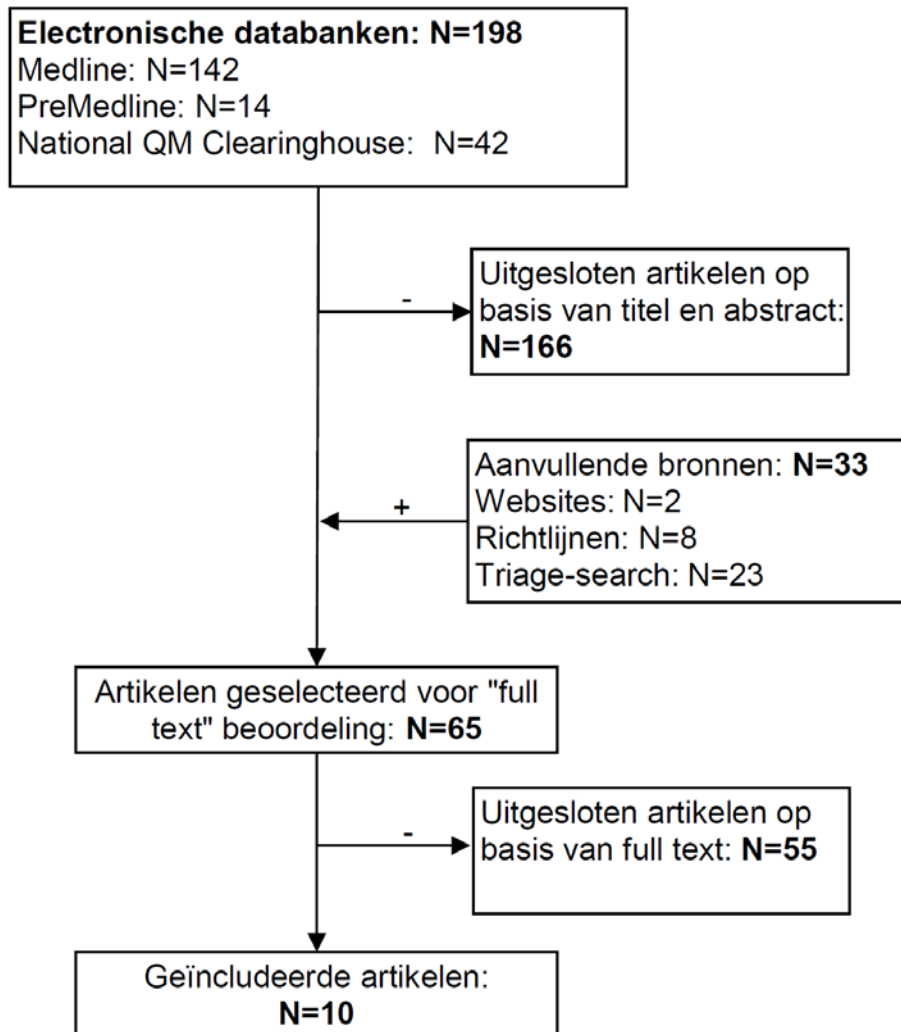 Electronische databanken: N=198
Medline: N=142
PreMedline: N=14
National QM Clearinghouse: N=42
-
Uitgesloten artikelen op
basis van titel en abstract:
N=166
Aanvullende bronnen: N=33
Websites: N=2
Richtlijnen: N=8
Triage-search: N=23
+
Artikelen geselecteerd voor "full
text" beoordeling: N=65
-
Uitgesloten artikelen op
basis van full text: N=55
Geïncludeerde artikelen:
N=10